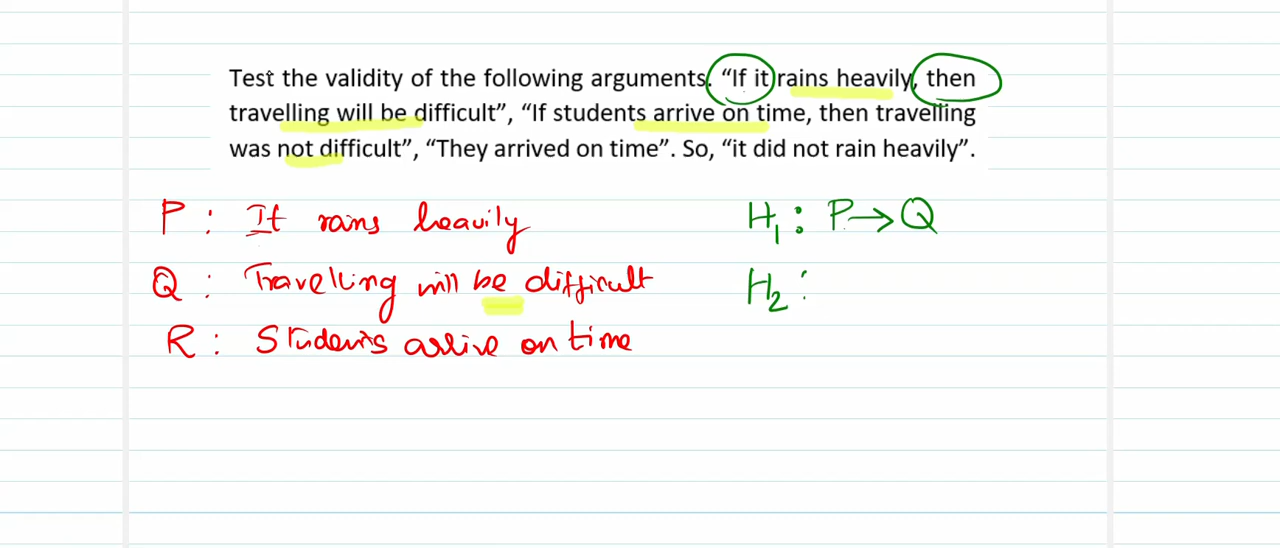 Test the validity of the following arguments. “If it rains heavily, then
travelling will be difficult”, “If students arrive on time, then travelling
was not difficult”, “They arrived on time”. So, “it did not rain heavily”.
P : It rains heavily
H₁ : P→Q
Q : Travelling will be difficult
H₂ :
R : Students arrive on time